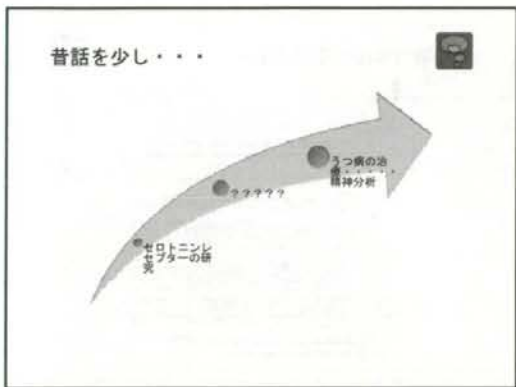 昔話を少し・・・
うつ病の治
療・・・・・
精神分析
？？？？？
セロトニンレ
セプターの研
究